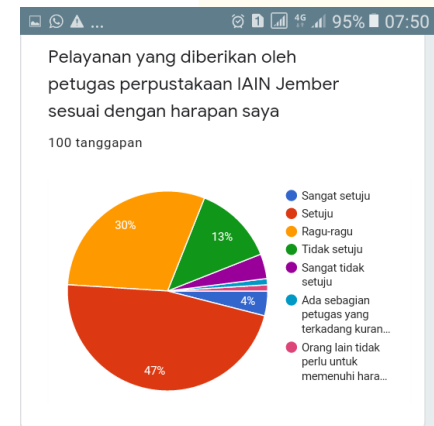 ... 1 4G 95% 07:50
Pelayanan yang diberikan oleh
petugas perpustakaan IAIN Jember
sesuai dengan harapan saya
100 tanggapan
30%
13%
4%
47%
Sangat setuju
Setuju
Ragu-ragu
Tidak setuju
Sangat tidak
setuju
Ada sebagian
petugas yang
terkadang kuran...
Orang lain tidak
perlu untuk
memenuhi hara...